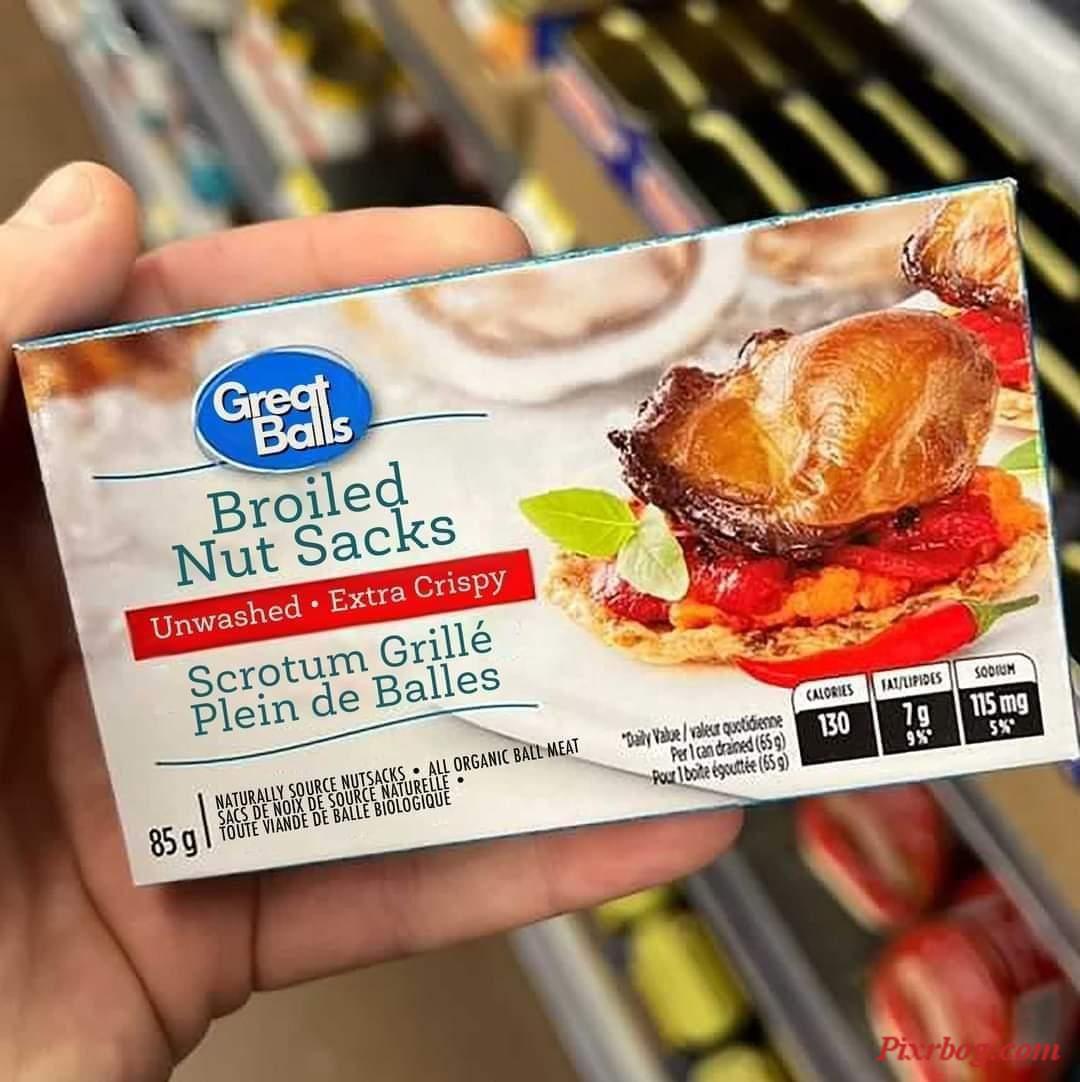 Great
Balls
Broiled
Nut Sacks
Unwashed • Extra Crispy
Scrotum Grillé
Plein de Balles
85 g
NATURALLY SOURCE NUTSACKS • ALL ORGANIC BALL MEAT
SACS DE NOIX DE SOURCE NATURELLE •
TOUTE VIANDE DE BALLE BIOLOGIQUE
*Daily Value / valeur quotidienne
Per 1 can drained (65 g)
Pour 1 boîte égouttée (65 g)
CALORIES
130
FAT/LIPIDES
7 g
9%*
SODIUM
115 mg
5%*
Pixrbog.com